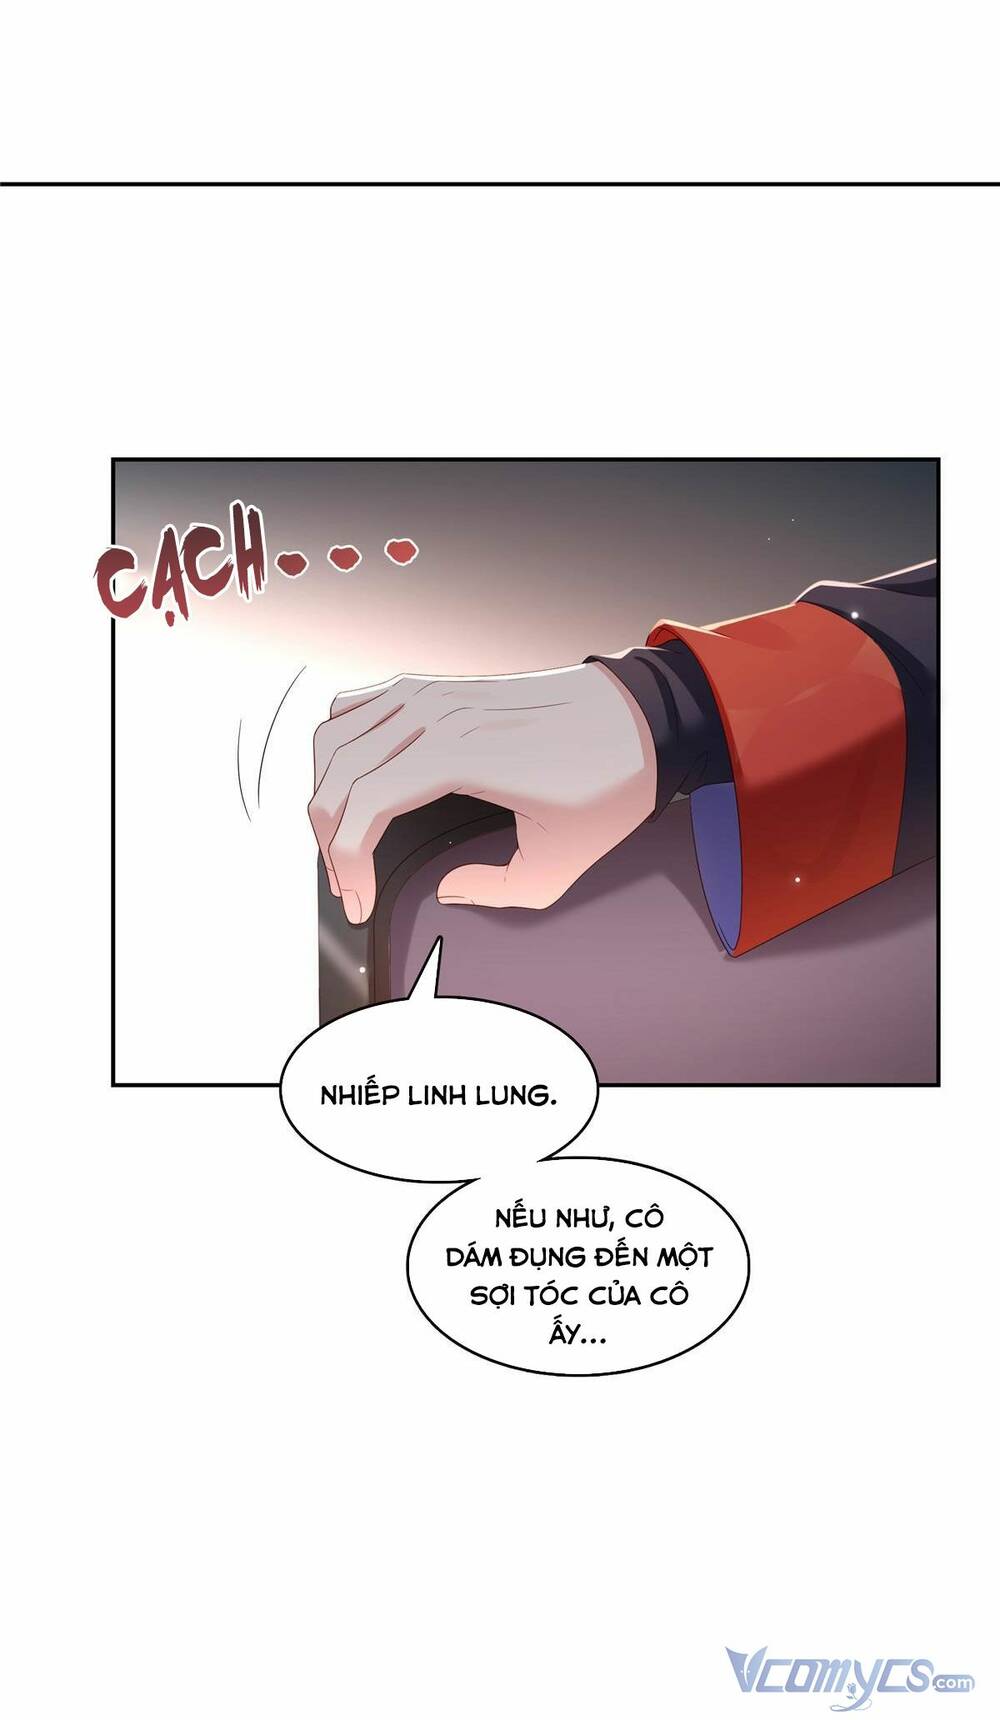 CẠCH...
NHIẾP LINH LUNG.
NẾU NHƯ, CÔ
DÁM ĐỤNG ĐẾN MỘT
SỢI TÓC CỦA CÔ
ẤY...
VCOMYCS.com